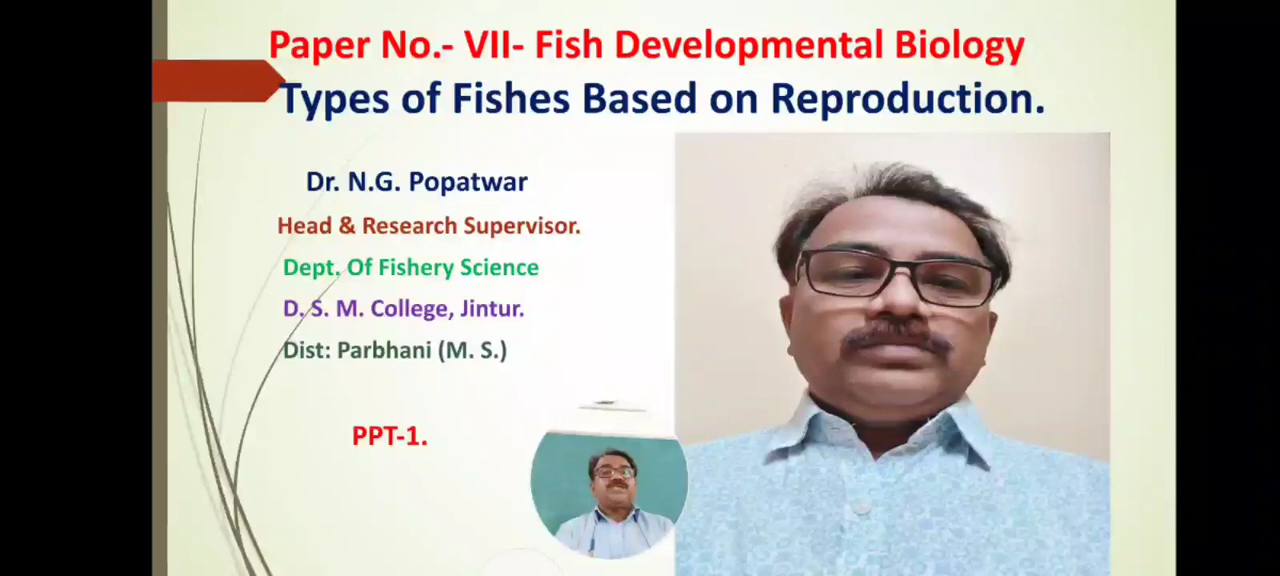 Paper No.- VII- Fish Developmental Biology
Types of Fishes Based on Reproduction.
Dr. N.G. Popatwar
Head & Research Supervisor.
Dept. Of Fishery Science
D. S. M. College, Jintur.
Dist: Parbhani (M. S.)
PPT-1.